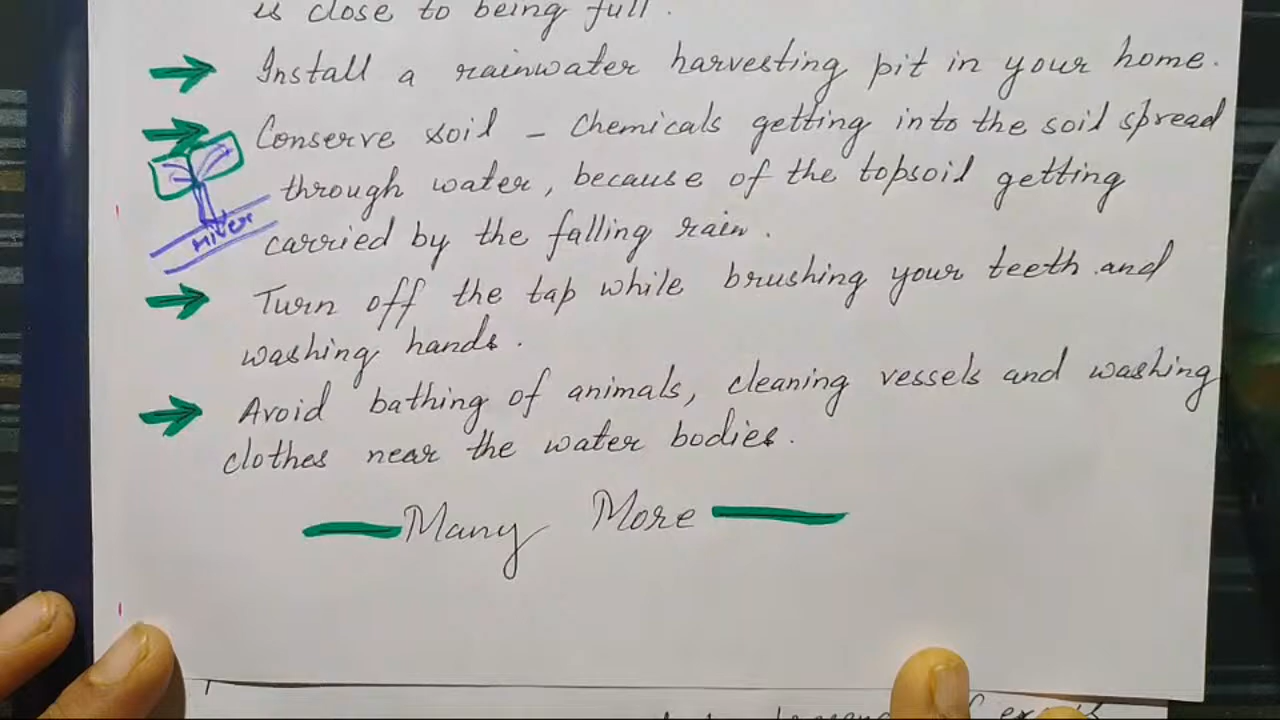 is close to being full.
Install a rainwater harvesting pit in your home.
Conserve soil - Chemicals getting into the soil spread
through water, because of the topsoil getting
river
carried by the falling rain.
Turn off the tap while brushing your teeth and
washing hands.
Avoid bathing of animals, cleaning vessels and washing
clothes near the water bodies.
Many More